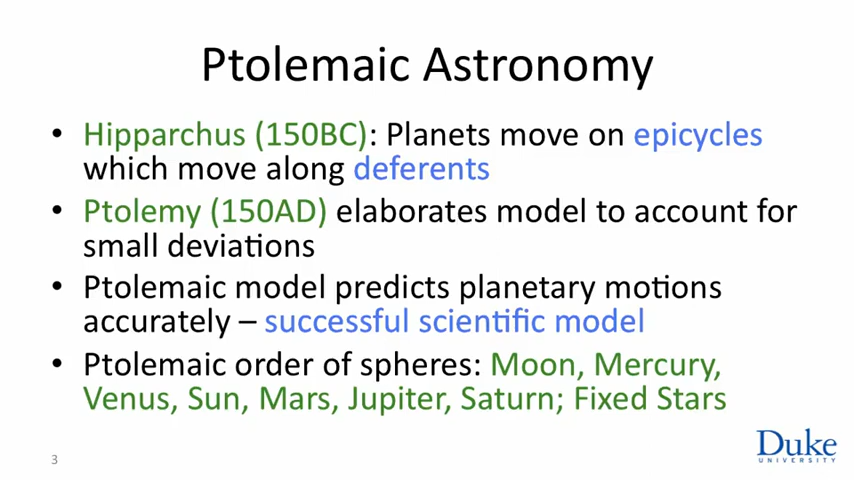 Ptolemaic Astronomy
• Hipparchus (150BC): Planets move on epicycles
which move along deferents
• Ptolemy (150AD) elaborates model to account for
small deviations
• Ptolemaic model predicts planetary motions
accurately – successful scientific model
• Ptolemaic order of spheres: Moon, Mercury,
Venus, Sun, Mars, Jupiter, Saturn; Fixed Stars
3
Duke
UNIVERSITY